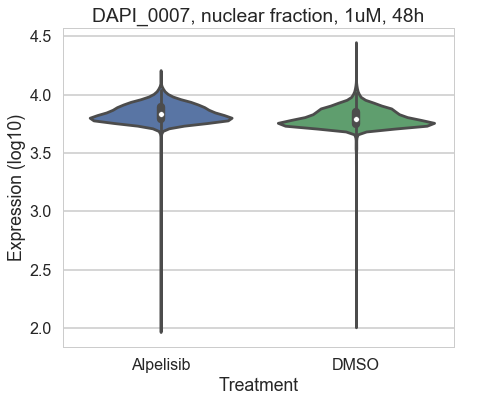 DAPI_0007, nuclear fraction, 1uM, 48h
Expression (log10)
4.5
4.0
3.5
3.0
2.5
2.0
Alpelisib DMSO
Treatment